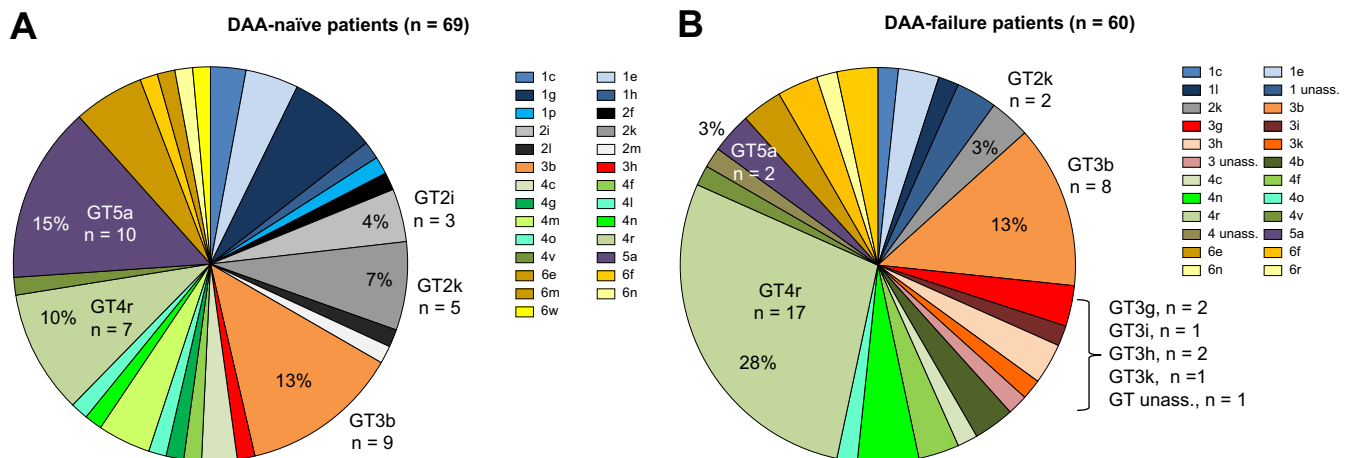 A
DAA-naïve patients (n = 69)
1c 1e
1g 1h
1p 2f
2i 2k
2l 2m
3b 3h
4c 4f
4g 4l
4m 4n
4o 4r
4v 5a
6e 6f
6m 6n
6w
GT2i
n = 3
4%
GT2k
n = 5
7%
GT3b
n = 9
13%
GT4r
n = 7
10%
GT5a
n = 10
15%
B
DAA-failure patients (n = 60)
1c 1e
1l 1 unass.
2k 3b
3g 3i
3h 3k
3 unass. 4b
4c 4f
4n 4o
4r 4v
4 unass. 5a
6e 6f
6n 6r
GT2k
n = 2
3%
GT3b
n = 8
13%
GT3g, n = 2
GT3i, n = 1
GT3h, n = 2
GT3k, n =1
GT unass., n = 1
GT4r
n = 17
28%
3%
GT5a
n = 2